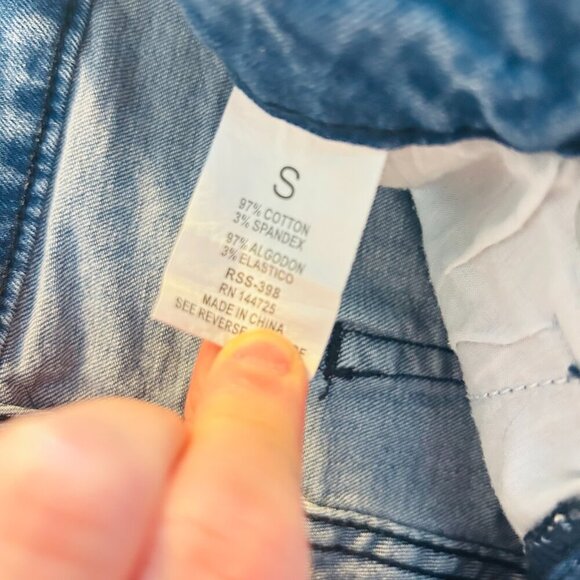 S
97% COTTON
3% SPANDEX
97% ALGODON
3% ELASTICO
RSS-398
RN 144725
MADE IN CHINA
SEE REVERSE